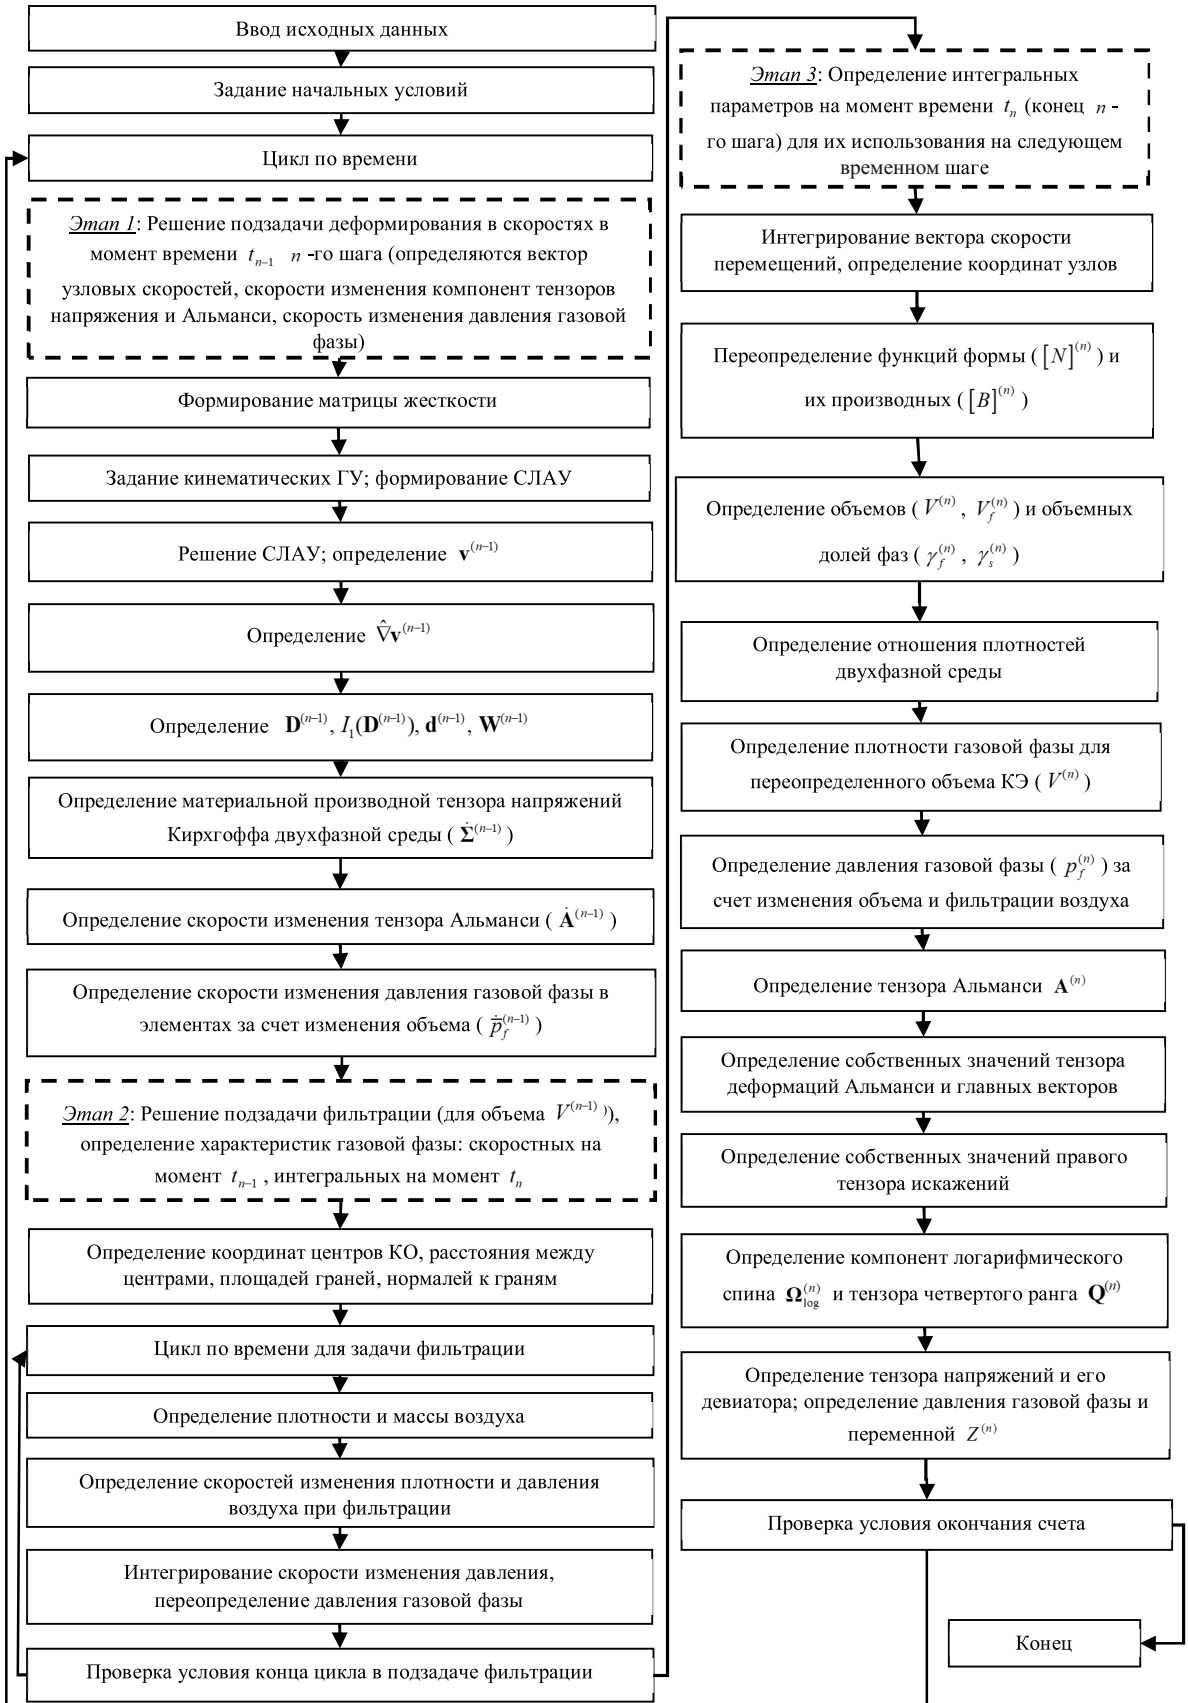 Ввод исходных данных
Задание начальных условий
Цикл по времени
Этап 1: Решение подзадачи деформирования в скоростях в
момент времени t_{n−1} n -го шага (определяются вектор
узловых скоростей, скорости изменения компонент тензоров
напряжения и Альманси, скорость изменения давления газовой
фазы)
Формирование матрицы жесткости
Задание кинематических ГУ; формирование СЛАУ
Решение СЛАУ; определение v^{(n−1)}
Определение ∇̂v^{(n−1)}
Определение D^{(n−1)}, I_1(D^{(n−1)}), d^{(n−1)}, W^{(n−1)}
Определение материальной производной тензора напряжений
Кирхгоффа двухфазной среды ( Σ̇^{(n−1)} )
Определение скорости изменения тензора Альманси ( Ȧ^{(n−1)} )
Определение скорости изменения давления газовой фазы в
элементах за счет изменения объема ( \dot{\bar{p}}_f^{(n−1)} )
Этап 2: Решение подзадачи фильтрации (для объема V^{(n−1)} ),
определение характеристик газовой фазы: скоростных на
момент t_{n−1} , интегральных на момент t_n
Определение координат центров КО, расстояния между
центрами, площадей граней, нормалей к граням
Цикл по времени для задачи фильтрации
Определение плотности и массы воздуха
Определение скоростей изменения плотности и давления
воздуха при фильтрации
Интегрирование скорости изменения давления,
переопределение давления газовой фазы
Проверка условия конца цикла в подзадаче фильтрации
Этап 3: Определение интегральных
параметров на момент времени t_n (конец n -
го шага) для их использования на следующем
временном шаге
Интегрирование вектора скорости
перемещений, определение координат узлов
Переопределение функций формы ( [N]^{(n)} ) и
их производных ( [B]^{(n)} )
Определение объемов ( V^{(n)} , V_f^{(n)} ) и объемных
долей фаз ( γ_f^{(n)} , γ_s^{(n)} )
Определение отношения плотностей
двухфазной среды
Определение плотности газовой фазы для
переопределенного объема КЭ ( V^{(n)} )
Определение давления газовой фазы ( p_f^{(n)} ) за
счет изменения объема и фильтрации воздуха
Определение тензора Альманси A^{(n)}
Определение собственных значений тензора
деформаций Альманси и главных векторов
Определение собственных значений правого
тензора искажений
Определение компонент логарифмического
спина Ω_{log}^{(n)} и тензора четвертого ранга Q^{(n)}
Определение тензора напряжений и его
девиатора; определение давления газовой фазы и
переменной Z^{(n)}
Проверка условия окончания счета
Конец